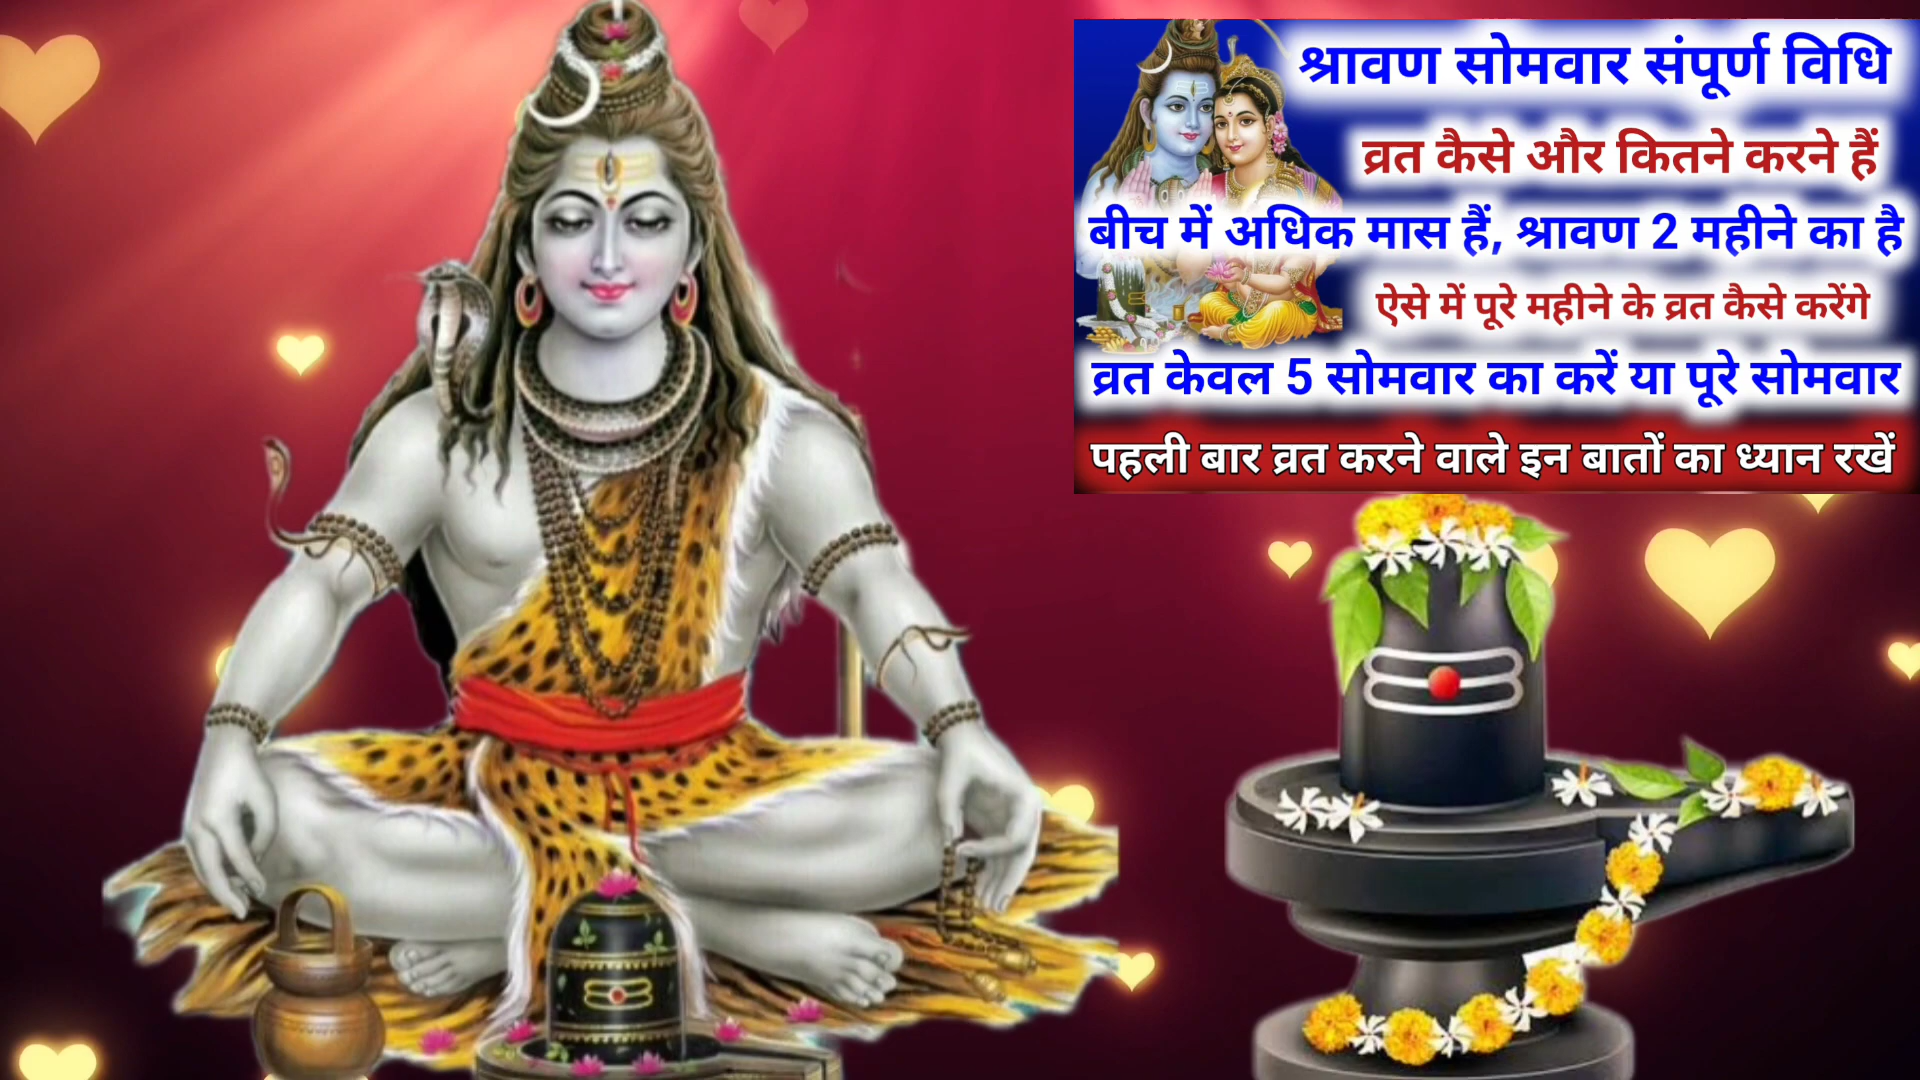 श्रावण सोमवार संपूर्ण विधि
व्रत कैसे और कितने करने हैं
बीच में अधिक मास हैं, श्रावण 2 महीने का है
ऐसे में पूरे महीने के व्रत कैसे करेंगे
व्रत केवल 5 सोमवार का करें या पूरे सोमवार
पहली बार व्रत करने वाले इन बातों का ध्यान रखें